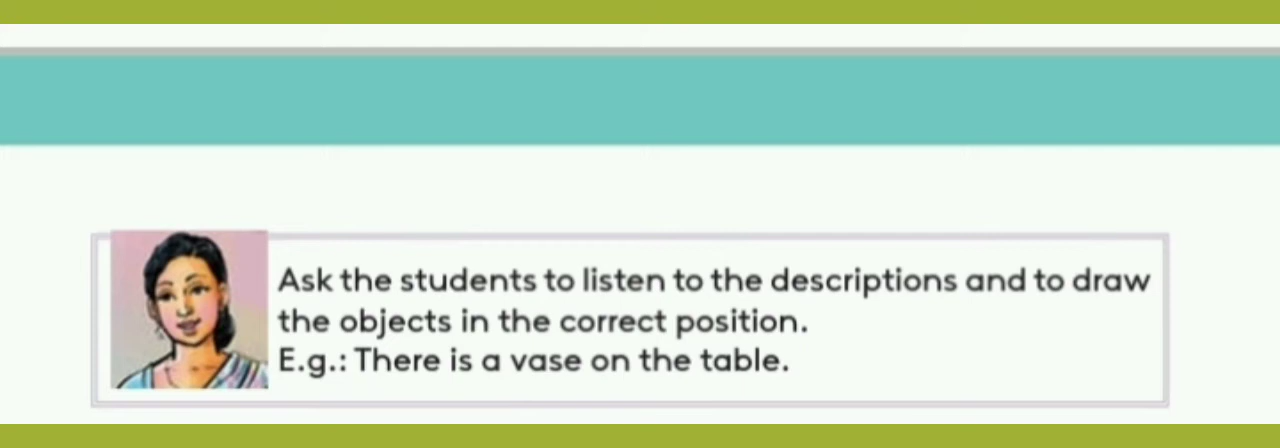 Ask the students to listen to the descriptions and to draw
the objects in the correct position.
E.g.: There is a vase on the table.